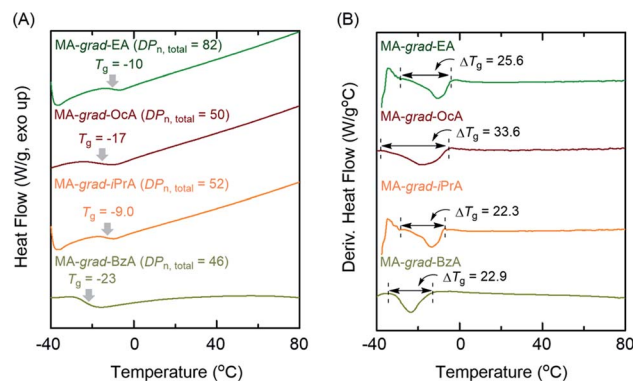 (A)
MA-grad-EA (DPn, total = 82)
Tg = -10
MA-grad-OcA (DPn, total = 50)
Tg = -17
MA-grad-iPrA (DPn, total = 52)
Tg = -9.0
MA-grad-BzA (DPn, total = 46)
Tg = -23
Heat Flow (W/g, exo up)
-40 0 40 80
Temperature (°C)
(B)
MA-grad-EA
ΔTg = 25.6
MA-grad-OcA
ΔTg = 33.6
MA-grad-iPrA
ΔTg = 22.3
MA-grad-BzA
ΔTg = 22.9
Deriv. Heat Flow (W/g°C)
-40 0 40 80
Temperature (°C)